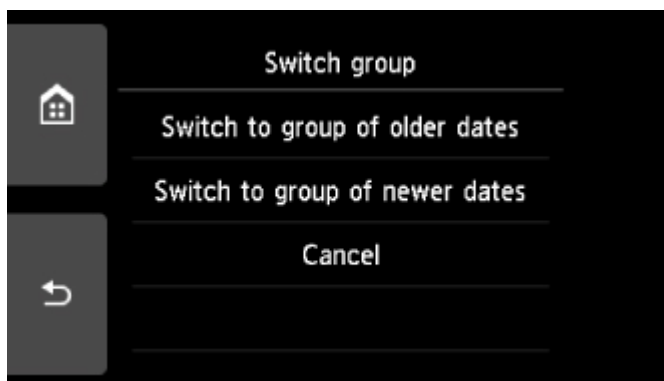 Switch group
Switch to group of older dates
Switch to group of newer dates
Cancel